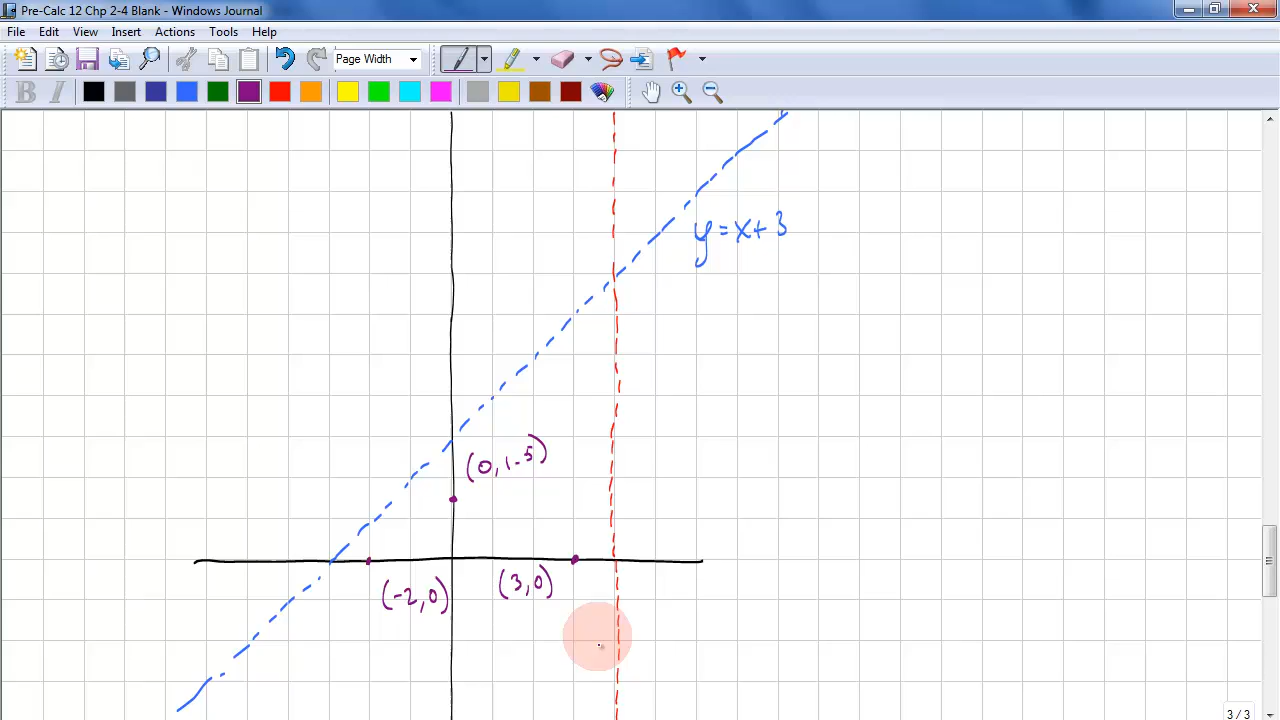 Pre-Calc 12 Chp 2-4 Blank - Windows Journal
File Edit View Insert Actions Tools Help
Page Width
B I
y = x + 3
(0, 1.5)
(-2, 0)
(3, 0)
3 / 3